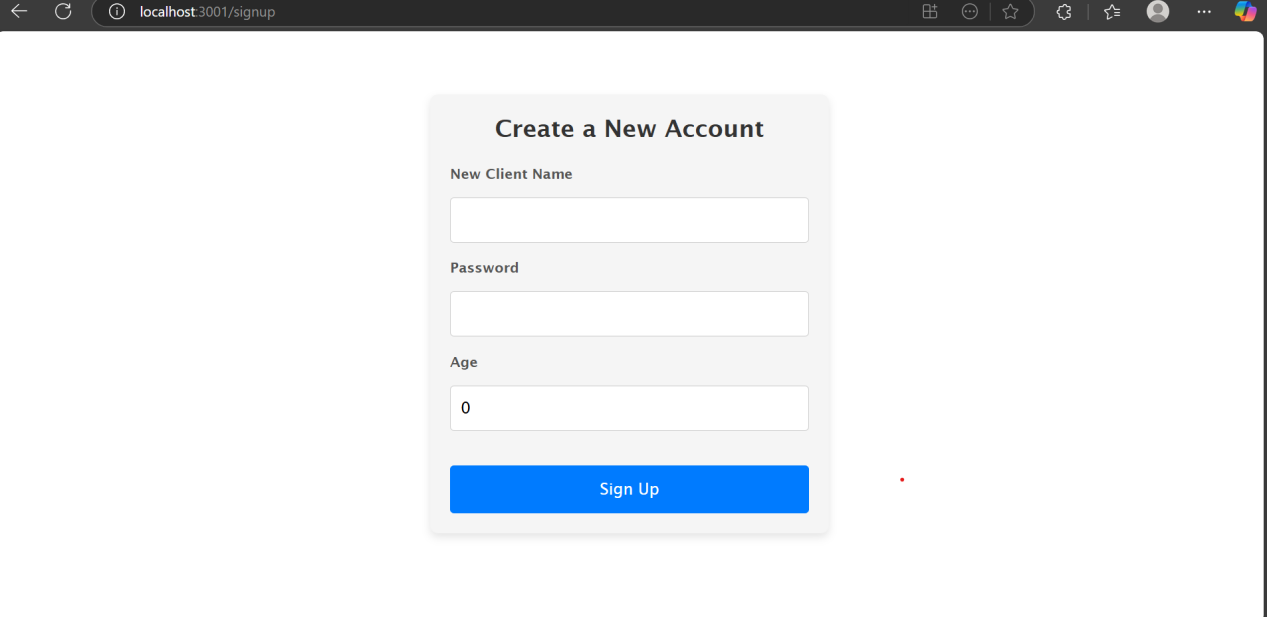 localhost:3001/signup
Create a New Account
New Client Name
Password
Age
0
Sign Up